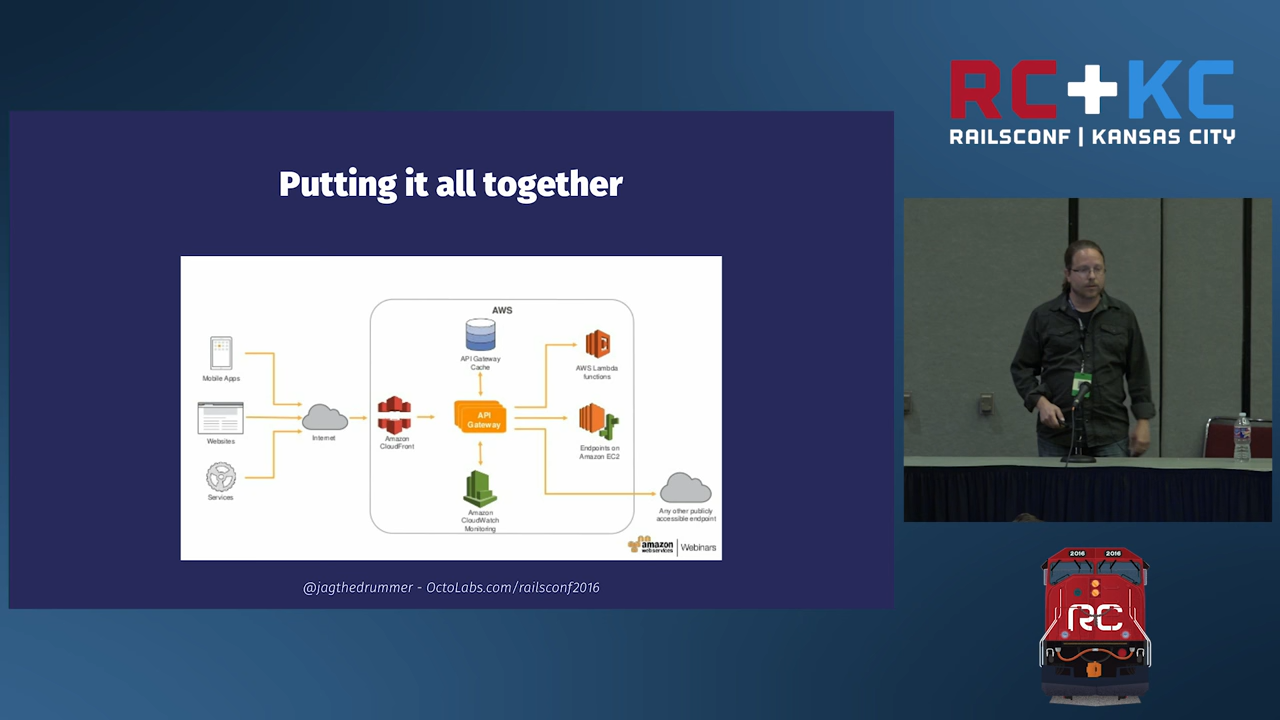 Putting it all together
AWS
API Gateway
Cache
Mobile Apps
AWS Lambda
functions
API
Gateway
Websites
Internet
Amazon
CloudFront
Endpoints on
Amazon EC2
Services
Amazon
CloudWatch
Monitoring
Any other publicly
accessible endpoint
amazon
webservices
Webinars
@jagthedrummer - OctoLabs.com/railsconf2016
RC+KC
RAILSCONF | KANSAS CITY
2016 2016
RC